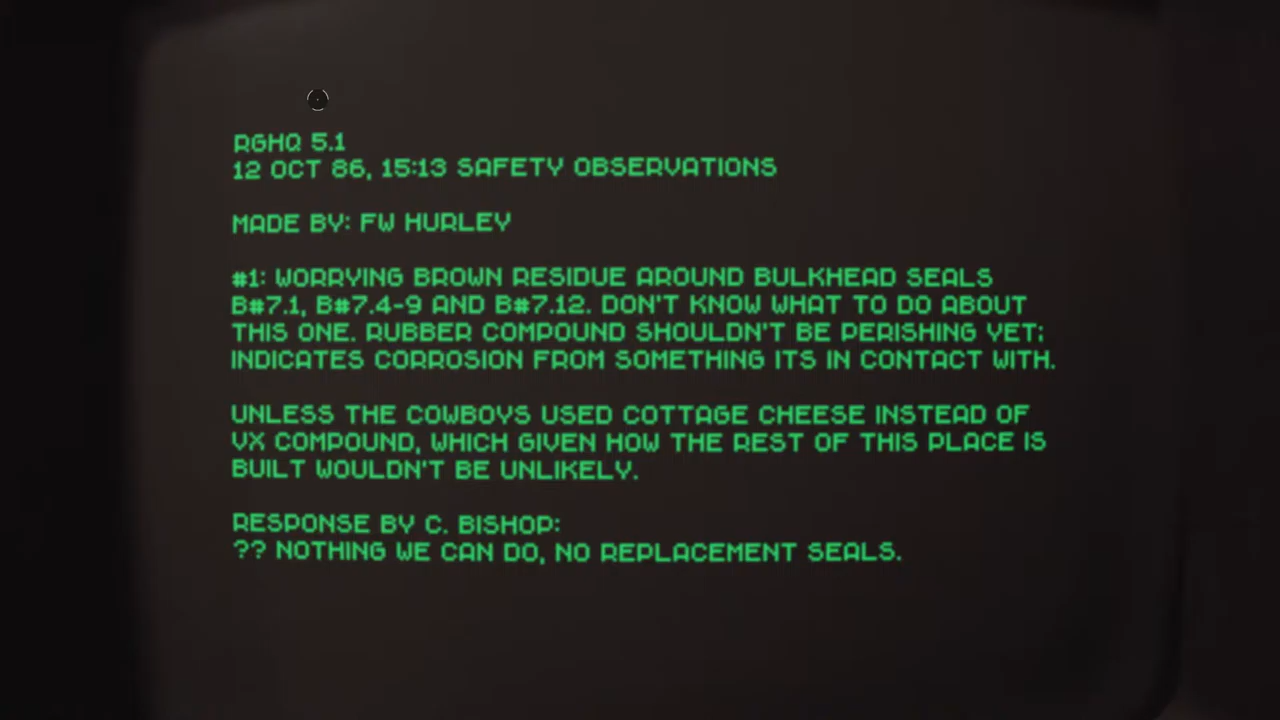 RGHQ 5.1
12 OCT 86, 15:13 SAFETY OBSERVATIONS
MADE BY: FW HURLEY
#1: WORRYING BROWN RESIDUE AROUND BULKHEAD SEALS
B#7.1, B#7.4-9 AND B#7.12. DON'T KNOW WHAT TO DO ABOUT
THIS ONE. RUBBER COMPOUND SHOULDN'T BE PERISHING YET;
INDICATES CORROSION FROM SOMETHING ITS IN CONTACT WITH.
UNLESS THE COWBOYS USED COTTAGE CHEESE INSTEAD OF
VX COMPOUND, WHICH GIVEN HOW THE REST OF THIS PLACE IS
BUILT WOULDN'T BE UNLIKELY.
RESPONSE BY C. BISHOP:
?? NOTHING WE CAN DO, NO REPLACEMENT SEALS.